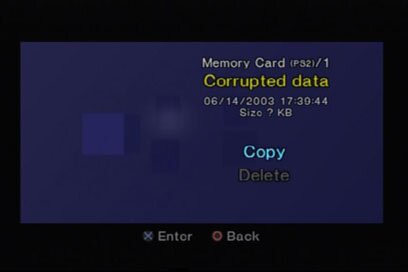 Memory Card (PS2)/1
Corrupted data
06/14/2003 17:39:44
Size ? KB
Copy
Delete
Enter Back